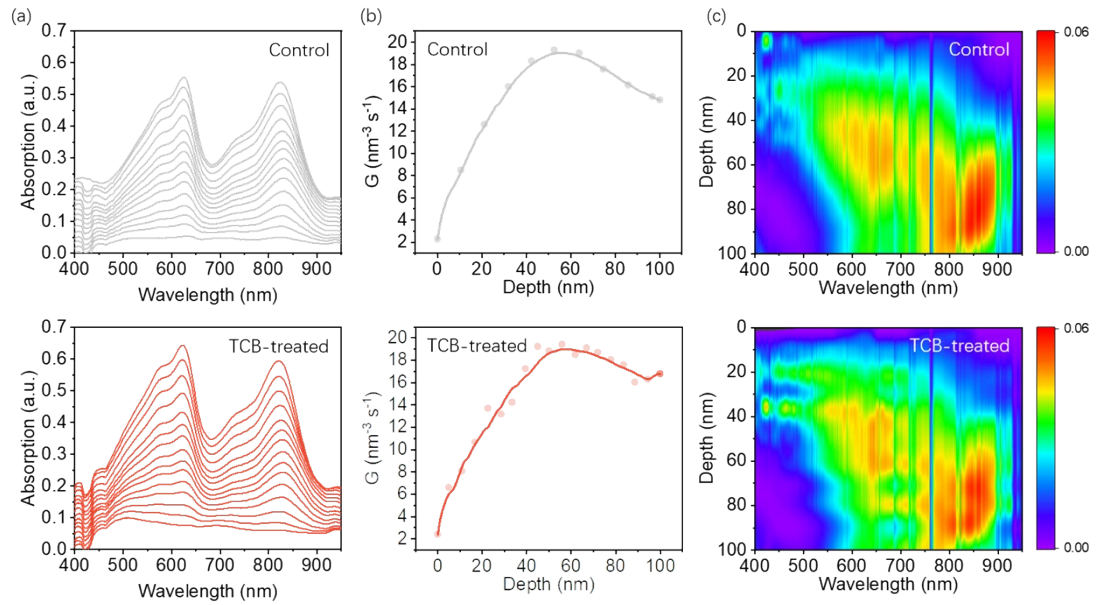 (a)
Control
Absorption (a.u.)
0.7
0.6
0.5
0.4
0.3
0.2
0.1
0.0
400 500 600 700 800 900
Wavelength (nm)
(b)
Control
G (nm⁻³ s⁻¹)
20
18
16
14
12
10
8
6
4
2
0 20 40 60 80 100
Depth (nm)
(c)
Control
Depth (nm)
0
20
40
60
80
100
400 500 600 700 800 900
Wavelength (nm)
0.06
0.00
TCB-treated
Absorption (a.u.)
0.7
0.6
0.5
0.4
0.3
0.2
0.1
0.0
400 500 600 700 800 900
Wavelength (nm)
TCB-treated
G (nm⁻³ s⁻¹)
20
18
16
14
12
10
8
6
4
2
0 20 40 60 80 100
Depth (nm)
TCB-treated
Depth (nm)
0
20
40
60
80
100
400 500 600 700 800 900
Wavelength (nm)
0.06
0.00